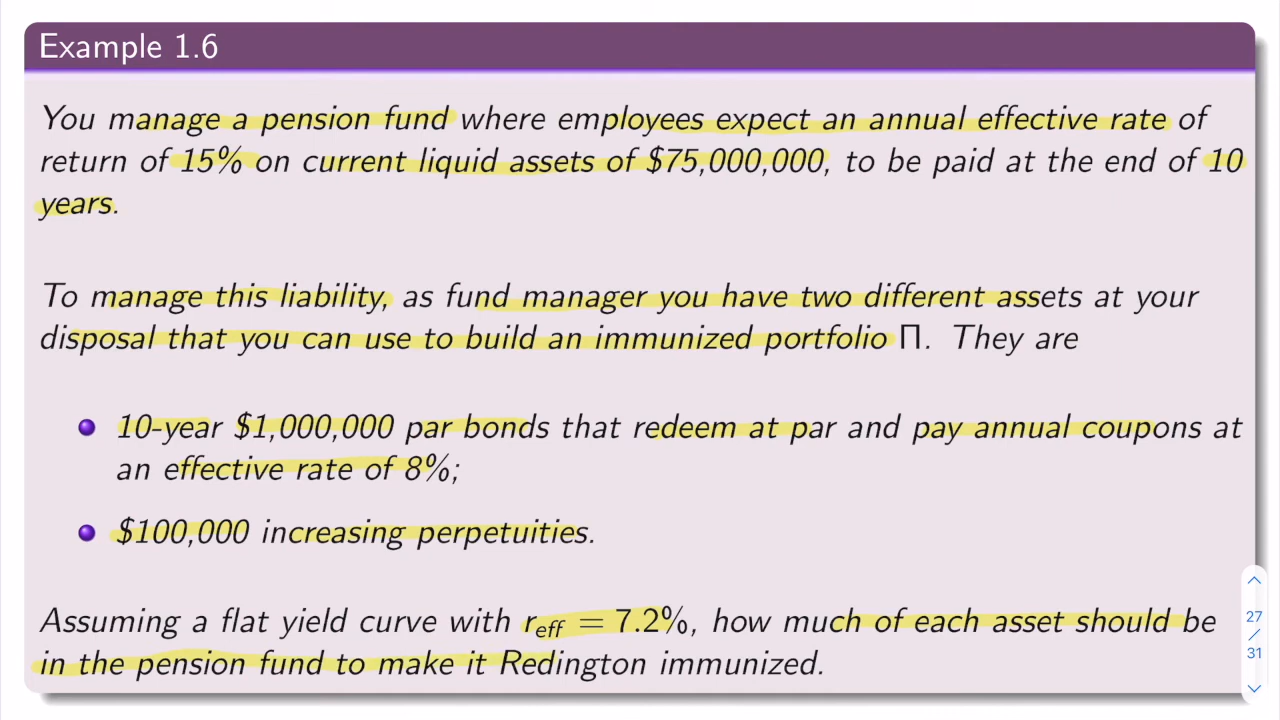 Example 1.6
You manage a pension fund where employees expect an annual effective rate of
return of 15% on current liquid assets of $75,000,000, to be paid at the end of 10
years.
To manage this liability, as fund manager you have two different assets at your
disposal that you can use to build an immunized portfolio Π. They are
10-year $1,000,000 par bonds that redeem at par and pay annual coupons at
an effective rate of 8%;
$100,000 increasing perpetuities.
Assuming a flat yield curve with r_eff = 7.2%, how much of each asset should be
in the pension fund to make it Redington immunized.
27
/
31